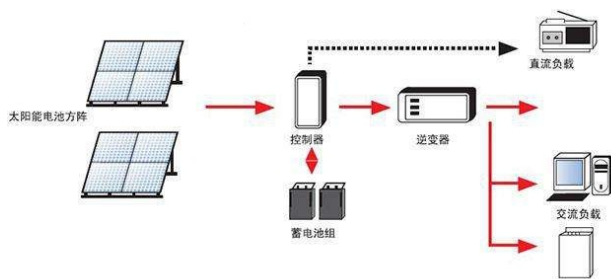 直流负载
太阳能电池方阵
控制器
逆变器
交流负载
蓄电池组